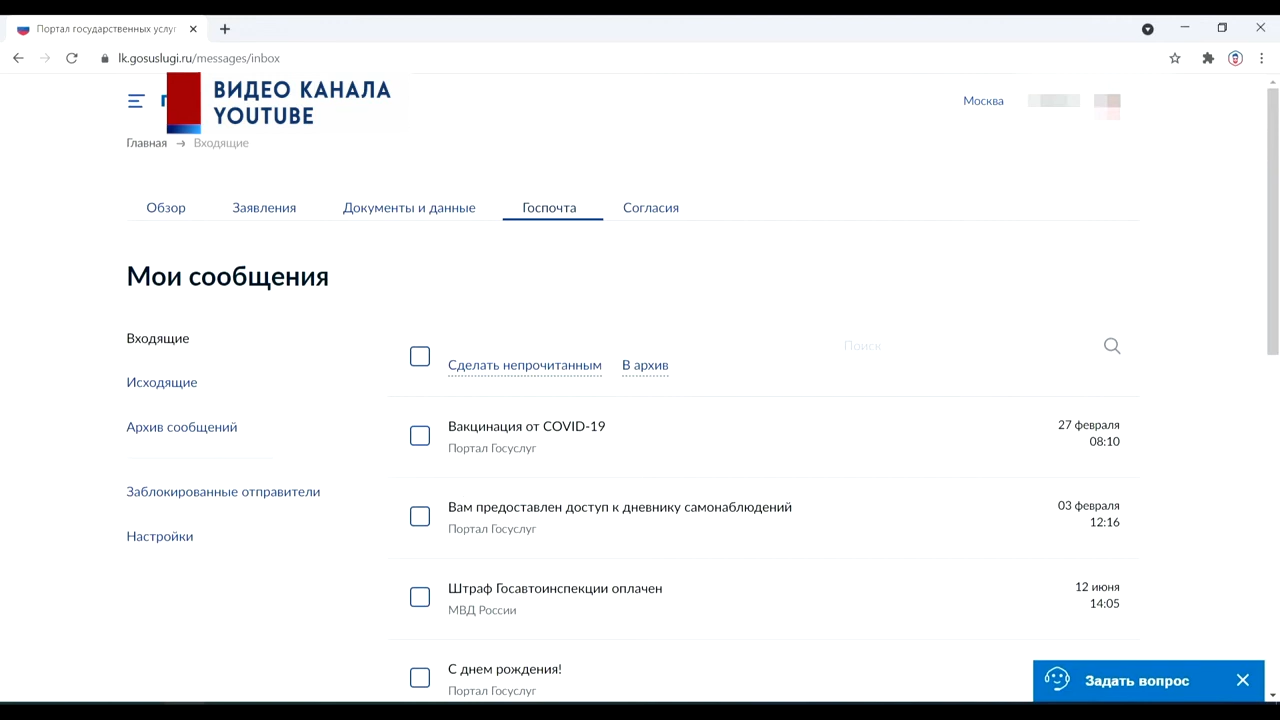 Портал государственных услуг
lk.gosuslugi.ru/messages/inbox
ВИДЕО КАНАЛА
YOUTUBE
Москва
Главная → Входящие
Обзор Заявления Документы и данные Госпочта Согласия
Мои сообщения
Входящие
Исходящие
Архив сообщений
Заблокированные отправители
Настройки
Поиск
Сделать непрочитанным В архив
Вакцинация от COVID-19
Портал Госуслуг
27 февраля
08:10
Вам предоставлен доступ к дневнику самонаблюдений
Портал Госуслуг
03 февраля
12:16
Штраф Госавтоинспекции оплачен
МВД России
12 июня
14:05
С днем рождения!
Портал Госуслуг
Задать вопрос